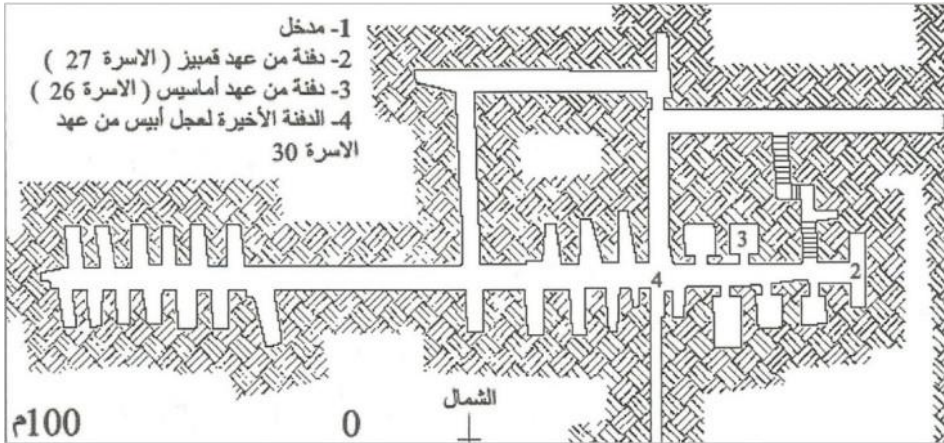 1- مدخل
2- دفنة من عهد قمبيز ( الاسرة 27 )
3- دفنة من عهد أماسيس ( الاسرة 26 )
4- الدفنة الأخيرة لعجل أبيس من عهد
الاسرة 30
3
2
4
الشمال
0
100م